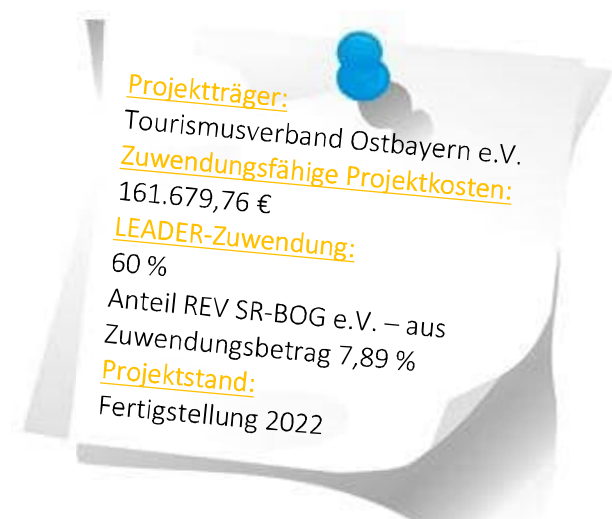 Projektträger:
Tourismusverband Ostbayern e.V.
Zuwendungsfähige Projektkosten:
161.679,76 €
LEADER-Zuwendung:
60 %
Anteil REV SR-BOG e.V. – aus
Zuwendungsbetrag 7,89 %
Projektstand:
Fertigstellung 2022